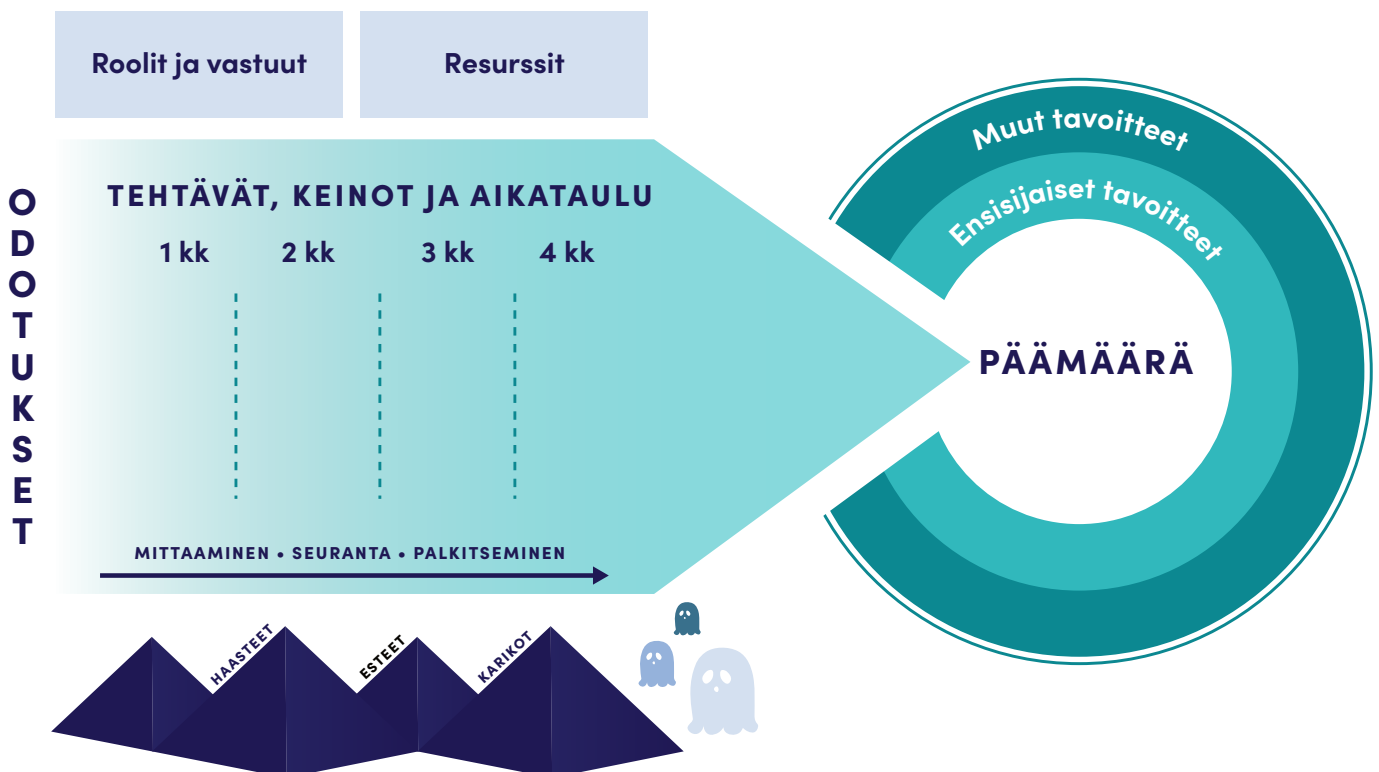 Roolit ja vastuut
Resurssit
ODOTUKSET
TEHTÄVÄT, KEINOT JA AIKATAULU
1 kk
2 kk
3 kk
4 kk
MITTAAMINEN • SEURANTA • PALKITSEMINEN
HAASTEET
ESTEET
KARIKOT
Muut tavoitteet
Ensisijaiset tavoitteet
PÄÄMÄÄRÄ